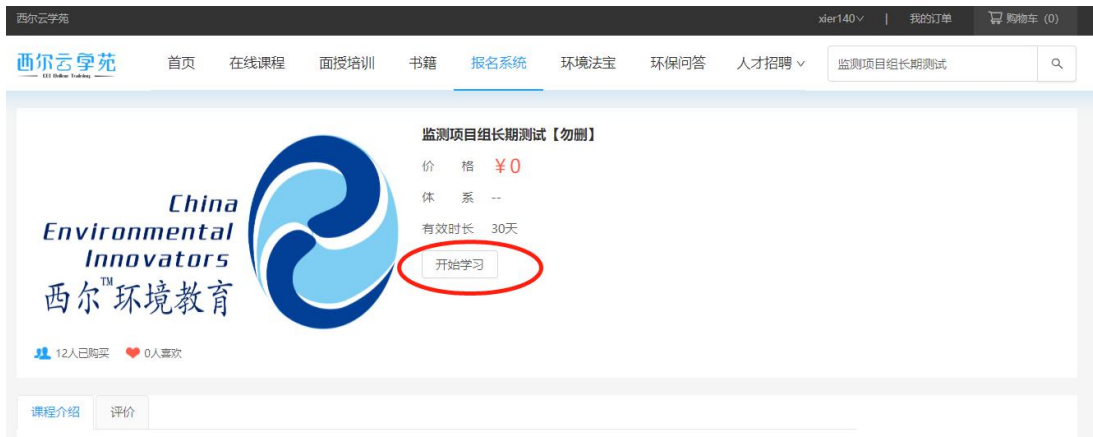 西尔云学苑 xier140 | 我的订单 购物车 (0)
西尔云学苑
CEI Online Training
首页 在线课程 面授培训 书籍 报名系统 环境法宝 环保问答 人才招聘 监测项目组长期测试
监测项目组长期测试【勿删】
价 格 ¥0
体 系 --
有效时长 30天
开始学习
China
Environmental
Innovators
西尔™环境教育
12人已购买 0人喜欢
课程介绍 评价